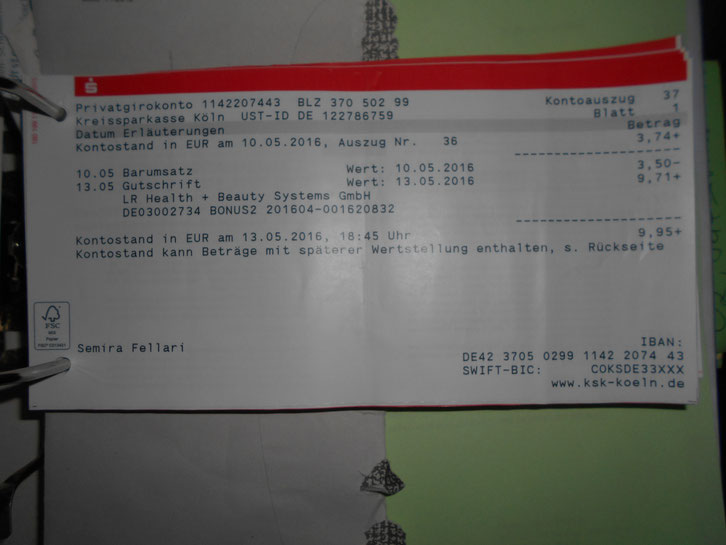 Privatgirokonto 1142207443 BLZ 370 502 99 Kontoauszug 37
Kreissparkasse Köln UST-ID DE 122786759 Blatt 1
Datum Erläuterungen Betrag
Kontostand in EUR am 10.05.2016, Auszug Nr. 36 3,74+
10.05 Barumsatz Wert: 10.05.2016 3,50-
13.05 Gutschrift Wert: 13.05.2016 9,71+
LR Health + Beauty Systems GmbH
DE03002734 BONUS2 201604-001620832
Kontostand in EUR am 13.05.2016, 18:45 Uhr 9,95+
Kontostand kann Beträge mit späterer Wertstellung enthalten, s. Rückseite
FSC
Papier
Semira Fellari
IBAN:
DE42 3705 0299 1142 2074 43
SWIFT-BIC: COKSDE33XXX
www.ksk-koeln.de